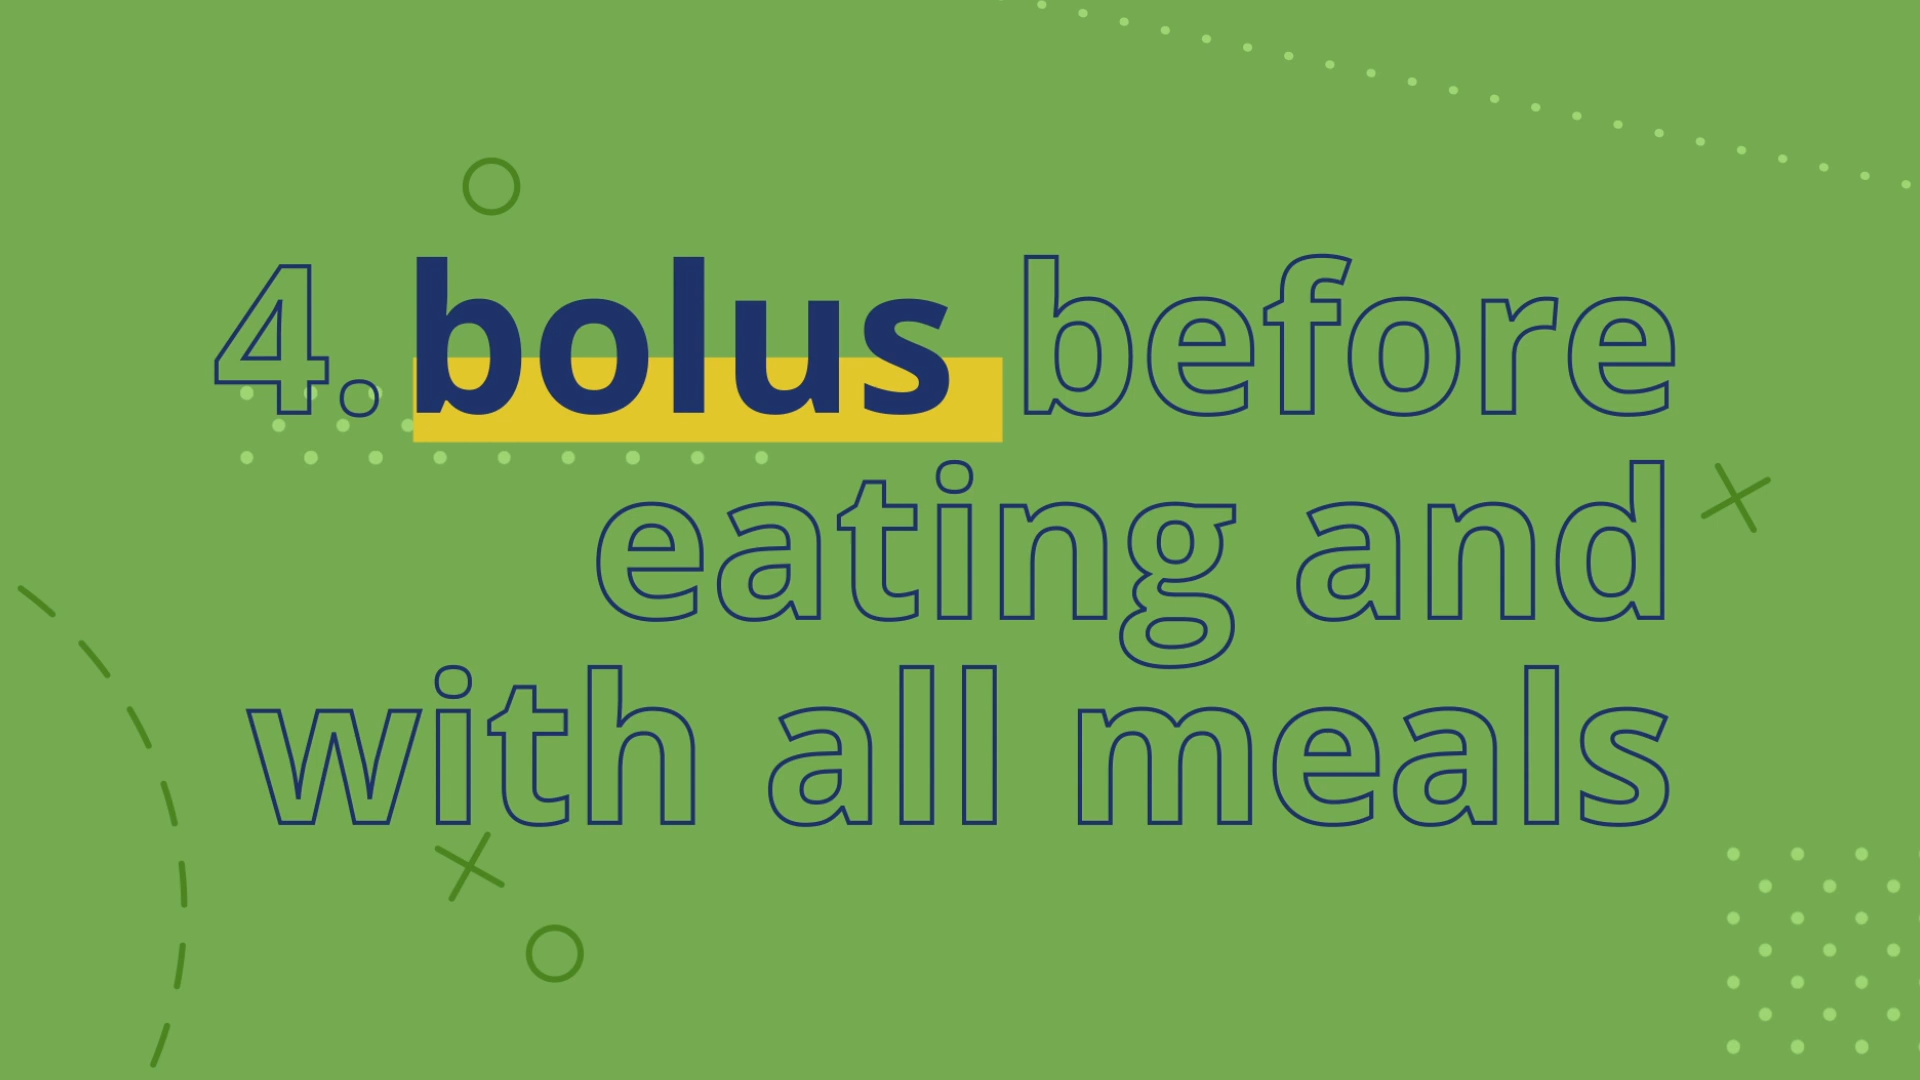 4. bolus before
eating and
with all meals